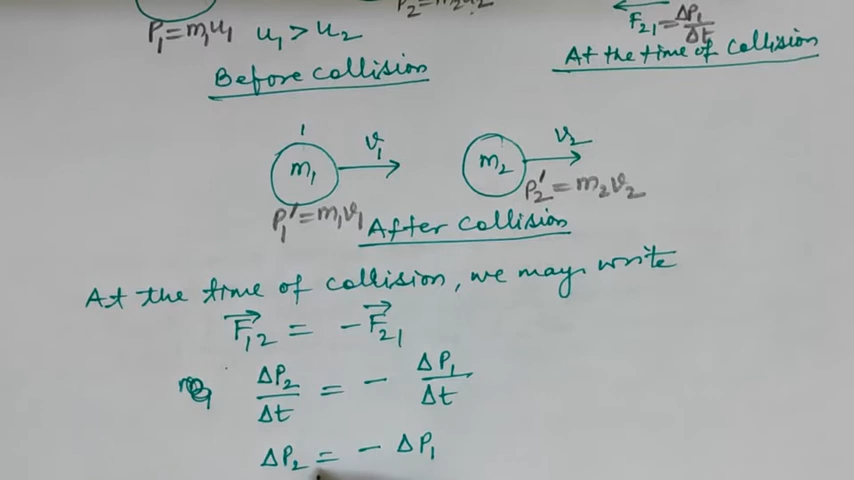 P₂ = m₂u₂
P₁ = m₁u₁ u₁ > u₂
F₂₁ = ΔP₁/Δt
Before collision
At the time of collision
m₁ v₁ m₂ v₂
P₁' = m₁v₁ P₂' = m₂v₂
After collision
At the time of collision, we may write
F⃗₁₂ = -F⃗₂₁
ΔP₂/Δt = - ΔP₁/Δt
ΔP₂ = - ΔP₁